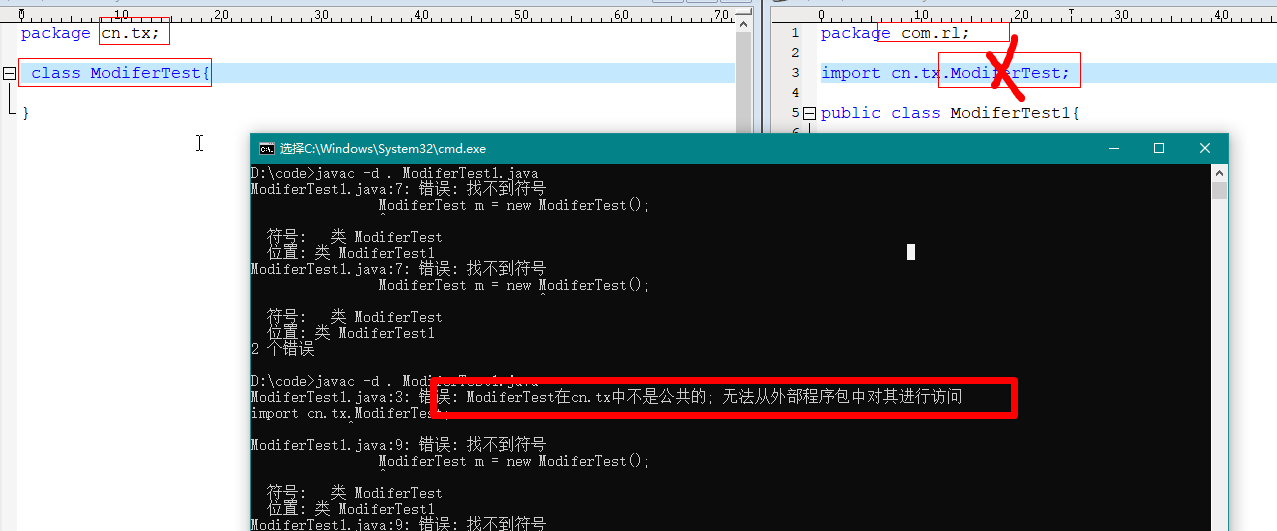 0 10 20 30 40 50 60 70
package cn.tx;
class ModiferTest{
}
0 10 20 30 40
1 package com.rl;
2
3 import cn.tx.ModiferTest;
4
5 public class ModiferTest1{
选择C:\Windows\System32\cmd.exe
D:\code>javac -d . ModiferTest1.java
ModiferTest1.java:7: 错误: 找不到符号
ModiferTest m = new ModiferTest();
^
符号:   类 ModiferTest
位置: 类 ModiferTest1
ModiferTest1.java:7: 错误: 找不到符号
ModiferTest m = new ModiferTest();
^
符号:   类 ModiferTest
位置: 类 ModiferTest1
2 个错误
D:\code>javac -d . ModiferTest1.java
ModiferTest1.java:3: 错误: ModiferTest在cn.tx中不是公共的; 无法从外部程序包中对其进行访问
import cn.tx.ModiferTest;
^
ModiferTest1.java:9: 错误: 找不到符号
ModiferTest m = new ModiferTest();
^
符号:   类 ModiferTest
位置: 类 ModiferTest1
ModiferTest1.java:9: 错误: 找不到符号